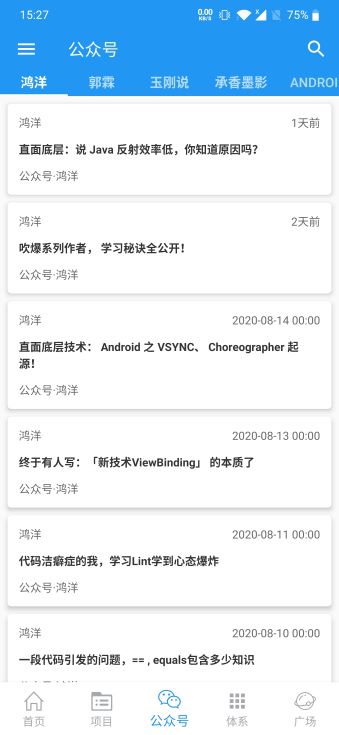 15:27
0.00
KB/S
75%
公众号
鸿洋
郭霖
玉刚说
承香墨影
ANDROI
鸿洋
1天前
直面底层：说 Java 反射效率低，你知道原因吗？
公众号·鸿洋
鸿洋
2天前
吹爆系列作者， 学习秘诀全公开！
公众号·鸿洋
鸿洋
2020-08-14 00:00
直面底层技术： Android 之 VSYNC、 Choreographer 起
源！
公众号·鸿洋
鸿洋
2020-08-13 00:00
终于有人写：「新技术ViewBinding」 的本质了
公众号·鸿洋
鸿洋
2020-08-11 00:00
代码洁癖症的我，学习Lint学到心态爆炸
公众号·鸿洋
鸿洋
2020-08-10 00:00
一段代码引发的问题，== , equals包含多少知识
首页
项目
公众号
体系
广场